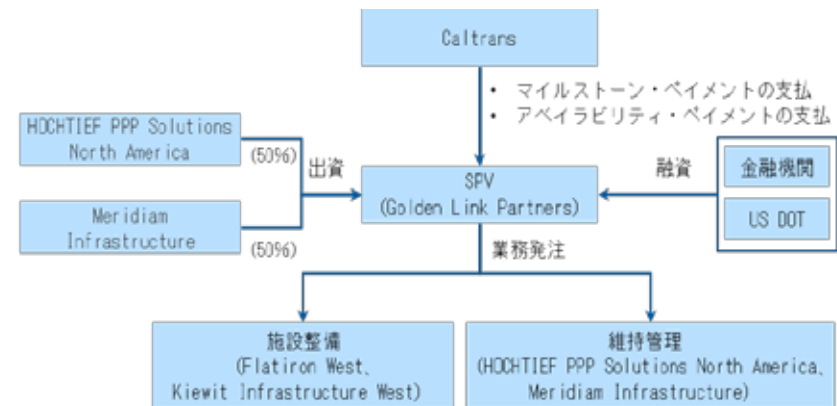 Caltrans
• マイルストーン・ペイメントの支払
• アベイラビリティ・ペイメントの支払
HOCHTIEF PPP Solutions
North America
(50%)
出資
Meridiam
Infrastructure
(50%)
SPV
(Golden Link Partners)
融資
金融機関
US DOT
業務発注
施設整備
(Flatiron West、
Kiewit Infrastructure West)
維持管理
(HOCHTIEF PPP Solutions North America、
Meridiam Infrastructure)